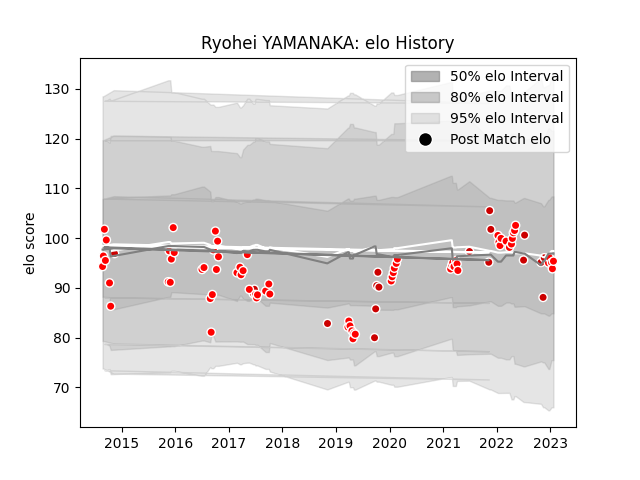 Ryohei YAMANAKA: elo History
50% elo Interval
80% elo Interval
95% elo Interval
Post Match elo
elo score
130
120
110
100
90
80
70
2015 2016 2017 2018 2019 2020 2021 2022 2023